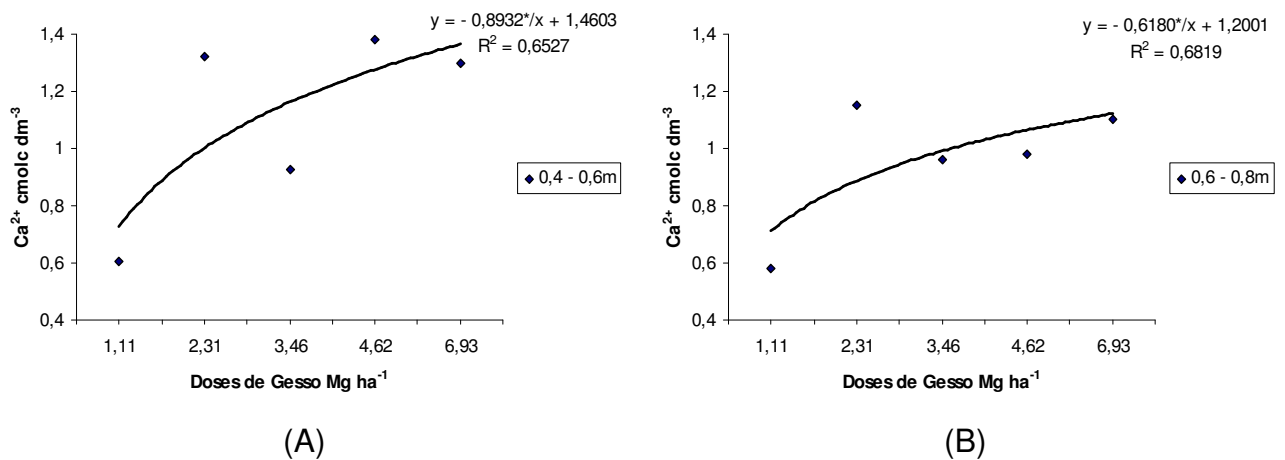 y = - 0,8932*/x + 1,4603
R² = 0,6527
1,4
1,2
1
0,8
0,6
0,4
Ca²⁺ cmolc dm⁻³
1,11 2,31 3,46 4,62 6,93
Doses de Gesso Mg ha⁻¹
0,4 - 0,6m
(A)
y = - 0,6180*/x + 1,2001
R² = 0,6819
1,4
1,2
1
0,8
0,6
0,4
Ca²⁺ cmolc dm⁻³
1,11 2,31 3,46 4,62 6,93
Doses de Gesso Mg ha⁻¹
0,6 - 0,8m
(B)